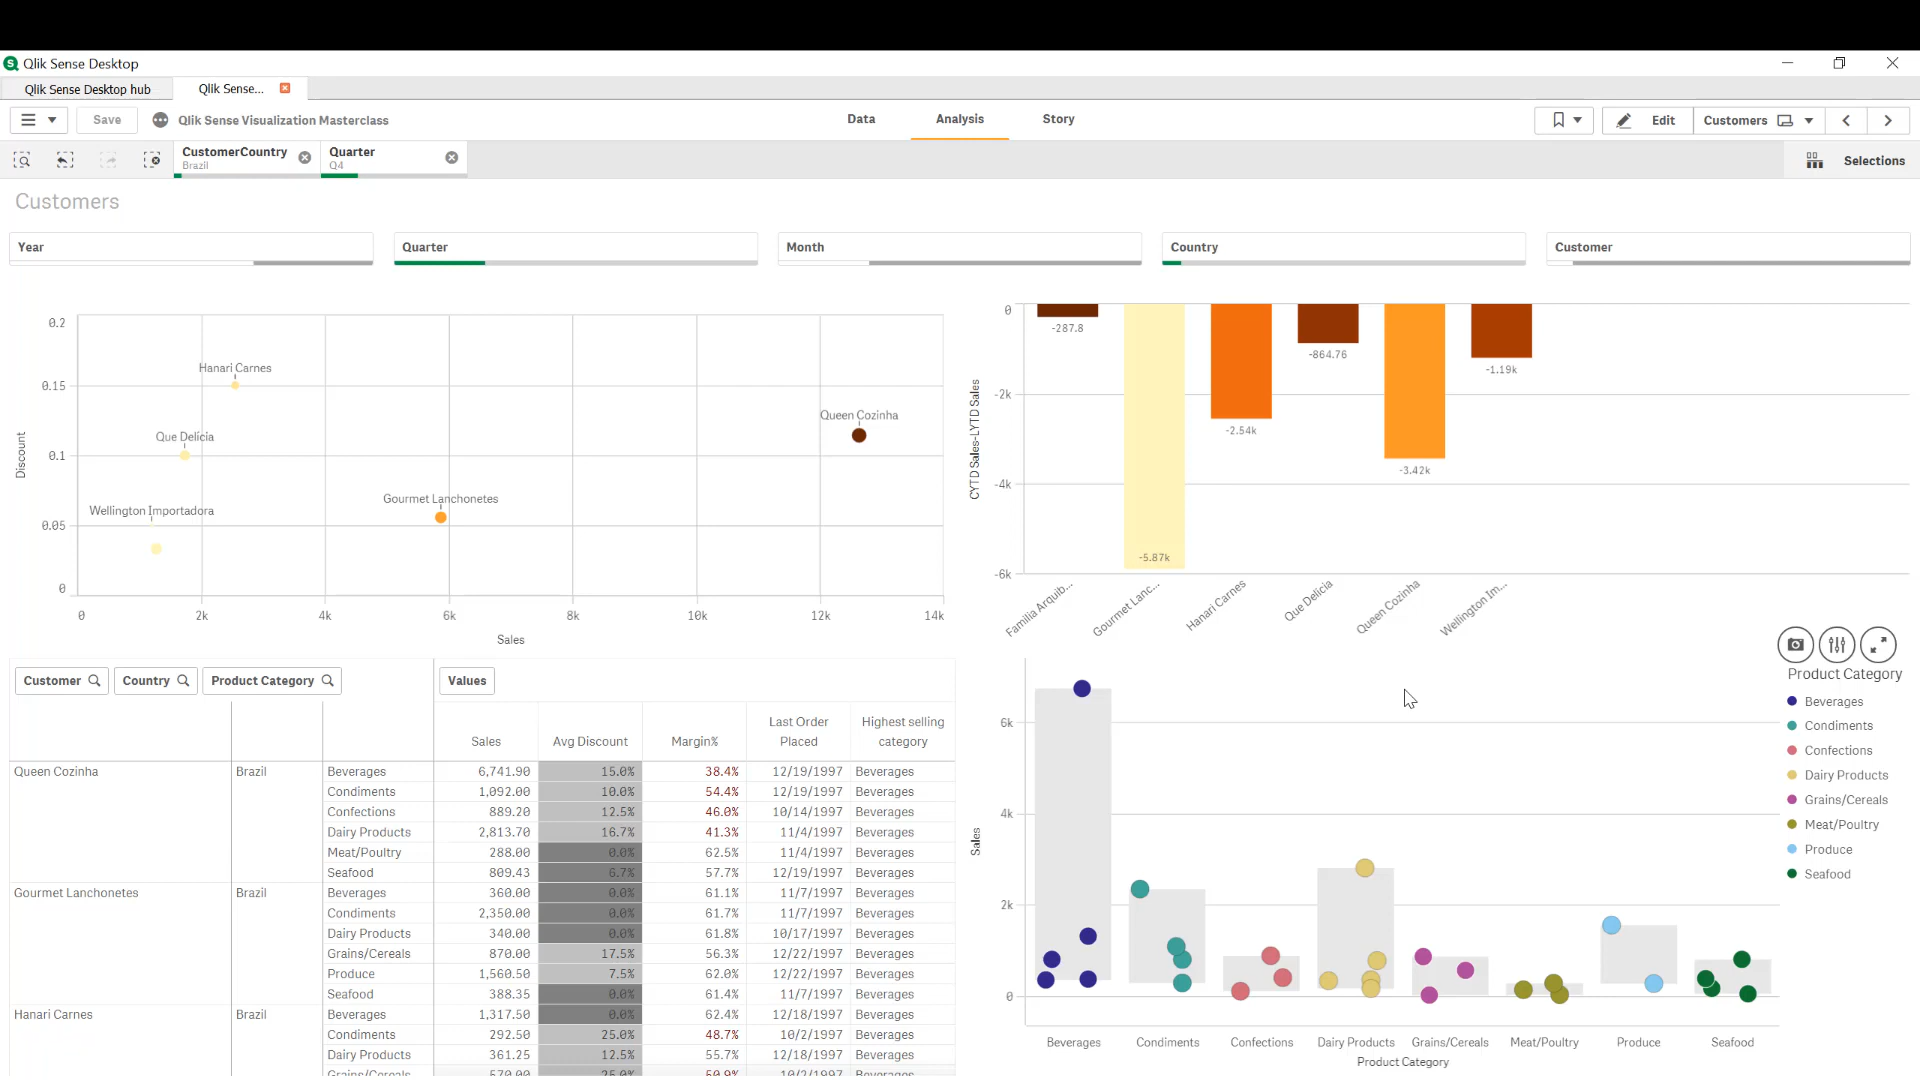 Qlik Sense Desktop
Qlik Sense Desktop hub
Qlik Sense...
Save
Qlik Sense Visualization Masterclass
Data
Analysis
Story
Edit
Customers
CustomerCountry
Brazil
Quarter
Q4
Selections
Customers
Year
Quarter
Month
Country
Customer
0.2
0.15
0.1
0.05
0
Discount
Hanari Carnes
Que Delícia
Wellington Importadora
Gourmet Lanchonetes
Queen Cozinha
0 2k 4k 6k 8k 10k 12k 14k
Sales
0
-2k
-4k
-6k
CYTD Sales-LYTD Sales
-287.8
-5.87k
-2.54k
-864.76
-3.42k
-1.19k
Familia Arquib...
Gourmet Lanc...
Hanari Carnes
Que Delícia
Queen Cozinha
Wellington Im...
Customer Country Product Category Values
Sales Avg Discount Margin% Last Order Placed Highest selling category
Queen Cozinha Brazil Beverages 6,741.90 15.0% 38.4% 12/19/1997 Beverages
Condiments 1,092.00 10.0% 54.4% 12/19/1997 Beverages
Confections 889.20 12.5% 46.0% 10/14/1997 Beverages
Dairy Products 2,813.70 16.7% 41.3% 11/4/1997 Beverages
Meat/Poultry 288.00 0.0% 62.5% 11/4/1997 Beverages
Seafood 809.43 6.7% 57.7% 12/19/1997 Beverages
Gourmet Lanchonetes Brazil Beverages 360.00 0.0% 61.1% 11/7/1997 Beverages
Condiments 2,350.00 0.0% 61.7% 11/7/1997 Beverages
Dairy Products 340.00 0.0% 61.8% 10/17/1997 Beverages
Grains/Cereals 870.00 17.5% 56.3% 12/22/1997 Beverages
Produce 1,560.50 7.5% 62.0% 12/22/1997 Beverages
Seafood 388.35 0.0% 61.4% 11/7/1997 Beverages
Hanari Carnes Brazil Beverages 1,317.50 0.0% 62.4% 12/18/1997 Beverages
Condiments 292.50 25.0% 48.7% 10/2/1997 Beverages
Dairy Products 361.25 12.5% 55.7% 12/18/1997 Beverages
Grains/Cereals 570.00 25.0% 50.9% 10/2/1997 Beverages
6k
4k
2k
0
Sales
Beverages Condiments Confections Dairy Products Grains/Cereals Meat/Poultry Produce Seafood
Product Category
Product Category
Beverages
Condiments
Confections
Dairy Products
Grains/Cereals
Meat/Poultry
Produce
Seafood